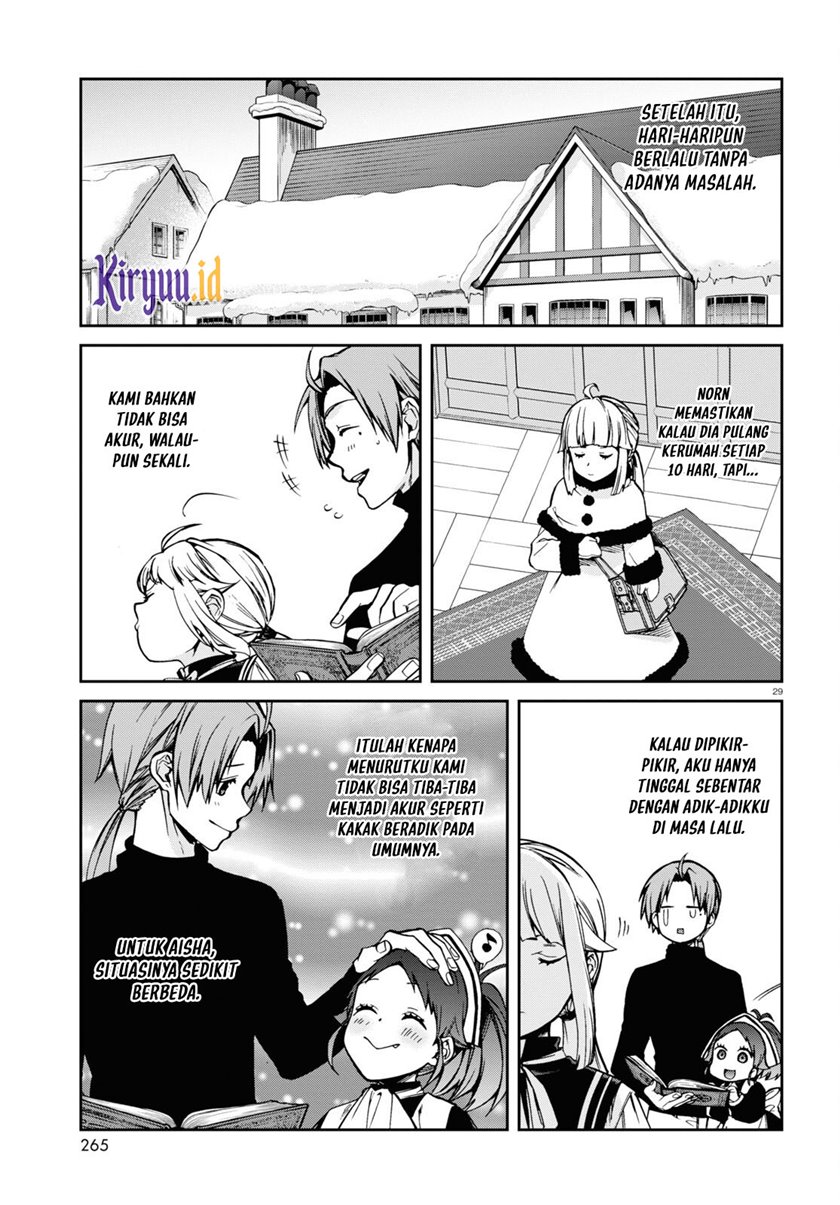 SETELAH ITU,
HARI-HARIPUN
BERLALU TANPA
ADANYA MASALAH.
Kiryuu.id
NORN
MEMASTIKAN
KALAU DIA PULANG
KERUMAH SETIAP
10 HARI, TAPI...
KAMI BAHKAN
TIDAK BISA
AKUR, WALAU-
PUN SEKALI.
29
KALAU DIPIKIR-
PIKIR, AKU HANYA
TINGGAL SEBENTAR
DENGAN ADIK-ADIKKU
DI MASA LALU.
ITULAH KENAPA
MENURUTKU KAMI
TIDAK BISA TIBA-TIBA
MENJADI AKUR SEPERTI
KAKAK BERADIK PADA
UMUMNYA.
UNTUK AISHA,
SITUASINYA SEDIKIT
BERBEDA.
265